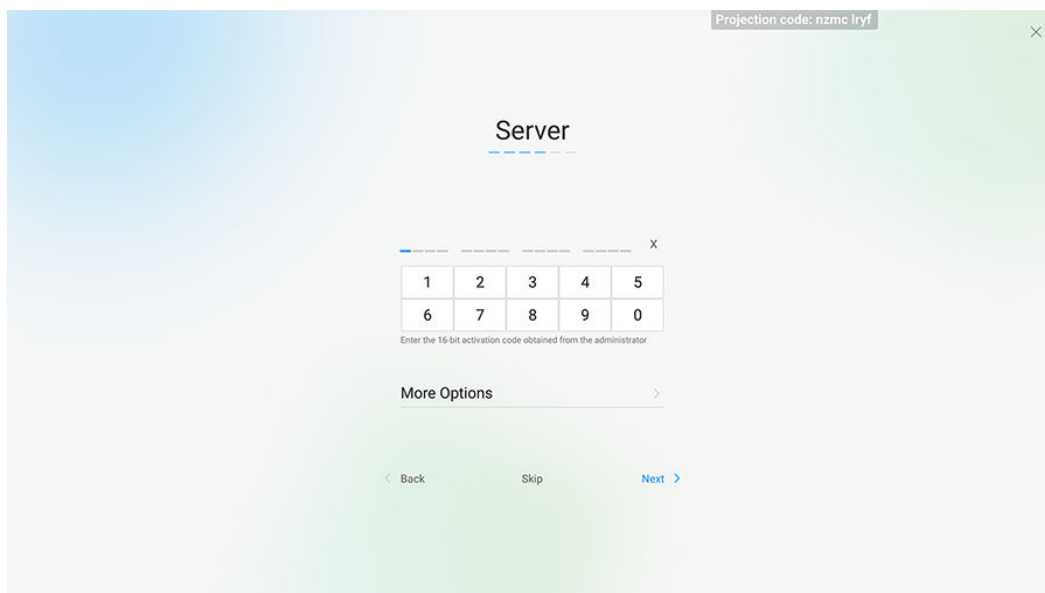 Projection code: nzmc lryf
Server
X
1 2 3 4 5
6 7 8 9 0
Enter the 16-bit activation code obtained from the administrator
More Options
Back Skip Next